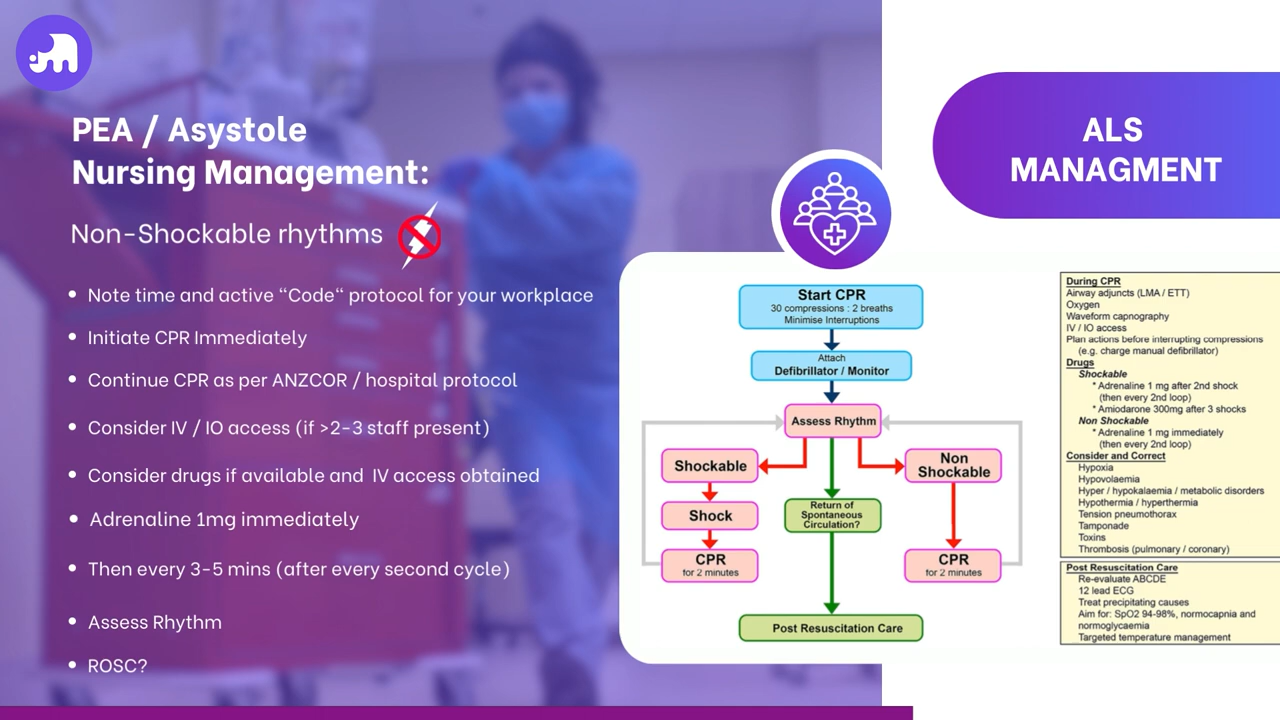 PEA / Asystole
Nursing Management:
Non-Shockable rhythms
• Note time and active "Code" protocol for your workplace
• Initiate CPR Immediately
• Continue CPR as per ANZCOR / hospital protocol
• Consider IV / IO access (if >2-3 staff present)
• Consider drugs if available and IV access obtained
• Adrenaline 1mg immediately
• Then every 3-5 mins (after every second cycle)
• Assess Rhythm
• ROSC?
ALS
MANAGMENT
Start CPR
30 compressions : 2 breaths
Minimise Interruptions
Attach
Defibrillator / Monitor
Assess Rhythm
Shockable
Non
Shockable
Shock
Return of
Spontaneous
Circulation?
CPR
for 2 minutes
CPR
for 2 minutes
Post Resuscitation Care
During CPR
Airway adjuncts (LMA / ETT)
Oxygen
Waveform capnography
IV / IO access
Plan actions before interrupting compressions
(e.g. charge manual defibrillator)
Drugs
Shockable
* Adrenaline 1 mg after 2nd shock
(then every 2nd loop)
* Amiodarone 300mg after 3 shocks
Non Shockable
* Adrenaline 1 mg immediately
(then every 2nd loop)
Consider and Correct
Hypoxia
Hypovolaemia
Hyper / hypokalaemia / metabolic disorders
Hypothermia / hyperthermia
Tension pneumothorax
Tamponade
Toxins
Thrombosis (pulmonary / coronary)
Post Resuscitation Care
Re-evaluate ABCDE
12 lead ECG
Treat precipitating causes
Aim for: SpO2 94-98%, normocapnia and
normoglycaemia
Targeted temperature management